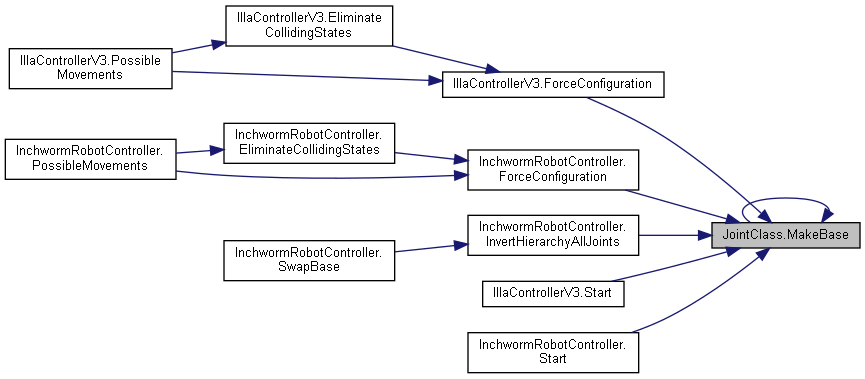 IllaControllerV3.Eliminate
CollidingStates
IllaControllerV3.Possible
Movements
IllaControllerV3.ForceConfiguration
InchwormRobotController.
EliminateCollidingStates
InchwormRobotController.
PossibleMovements
InchwormRobotController.
ForceConfiguration
InchwormRobotController.
InvertHierarchyAllJoints
JointClass.MakeBase
InchwormRobotController.
SwapBase
IllaControllerV3.Start
InchwormRobotController.
Start